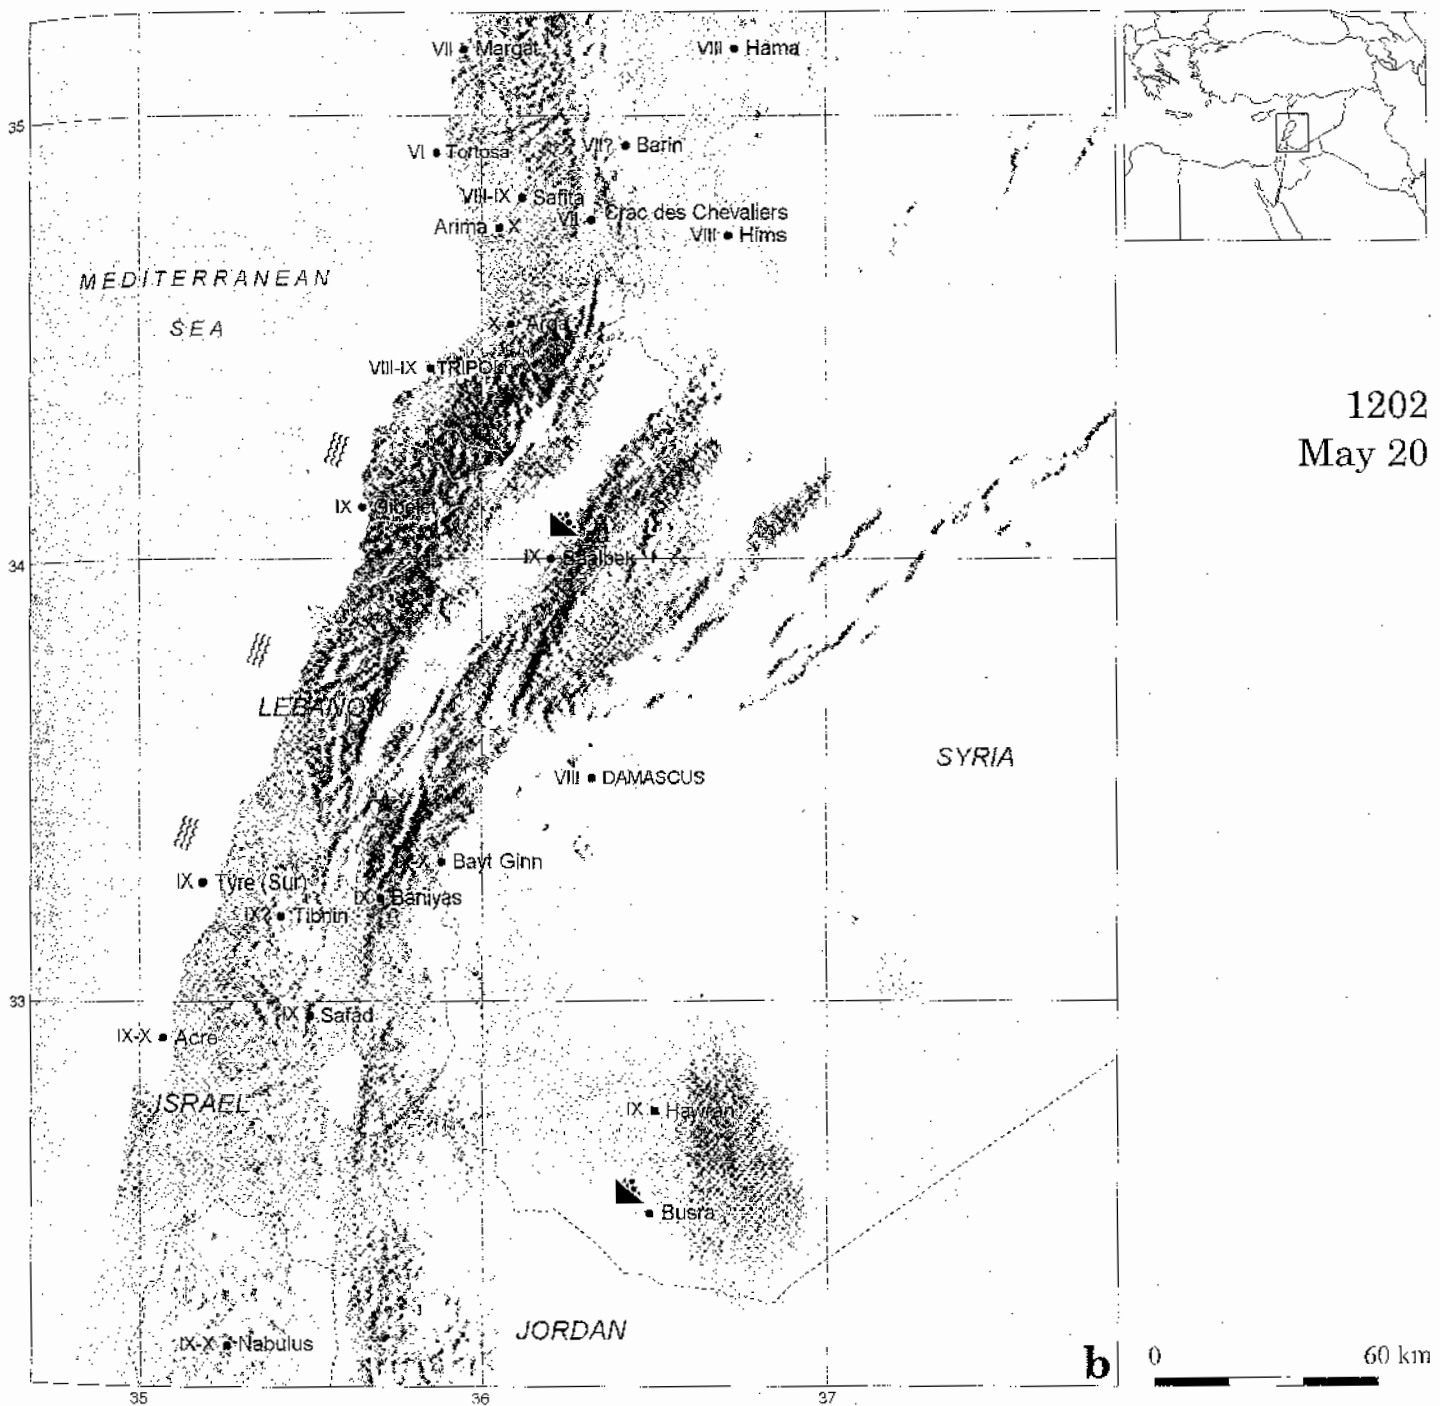 VII Margat
VIII Hama
35
VI Tortosa
VII? Barin
VIII-IX Safita
VII Crac des Chevaliers
Arima X
VIII Hims
MEDITERRANEAN
SEA
X Arqa
VIII-IX TRIPOLI
1202
May 20
IX Gibelet
34
IX Baalbek
LEBANON
SYRIA
VIII DAMASCUS
IX-X Bayt Ginn
IX Tyre (Sur)
IX Baniyas
IX? Tibnin
33
IX Safad
IX-X Acre
ISRAEL
IX Hawran
Busra
JORDAN
IX-X Nabulus
b
0 60 km
35 36 37